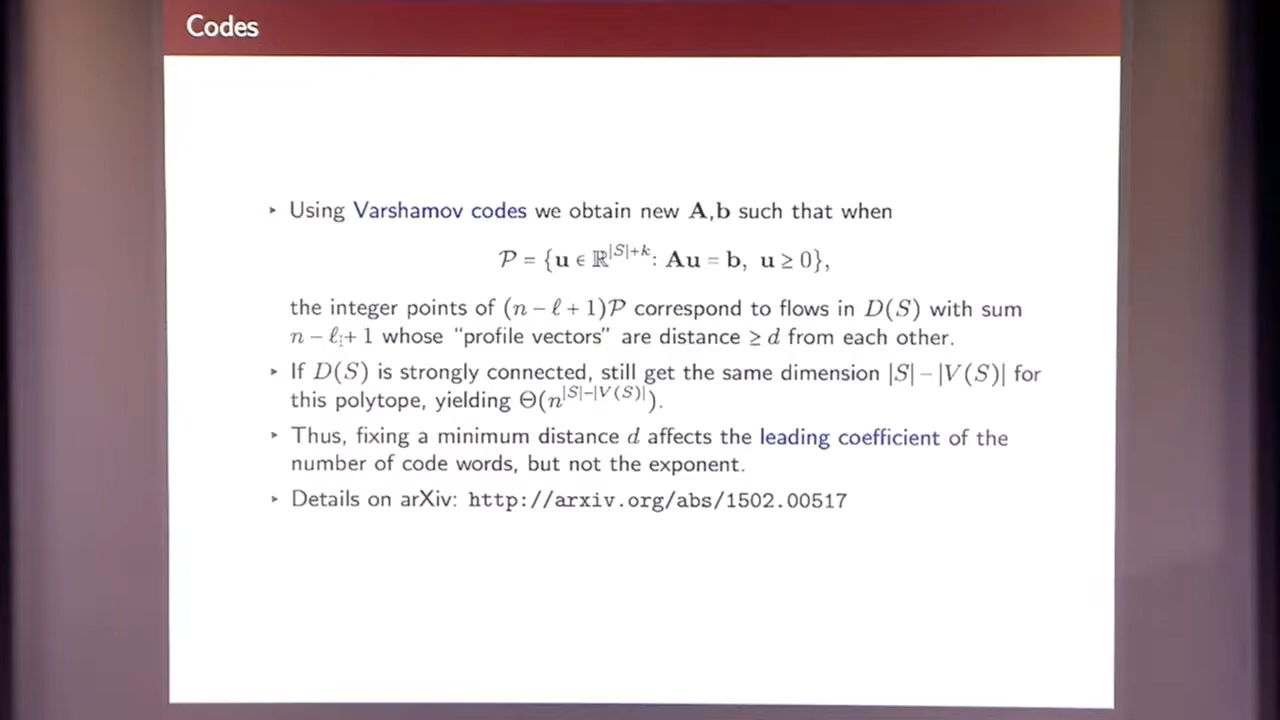 Codes
‣ Using Varshamov codes we obtain new A,b such that when
𝒫 = {u ∈ ℝ^{|S|+k}: Au = b, u ≥ 0},
the integer points of (n − ℓ + 1)𝒫 correspond to flows in D(S) with sum
n − ℓ + 1 whose “profile vectors” are distance ≥ d from each other.
‣ If D(S) is strongly connected, still get the same dimension |S| − |V(S)| for
this polytope, yielding Θ(n^{|S|−|V(S)|}).
‣ Thus, fixing a minimum distance d affects the leading coefficient of the
number of code words, but not the exponent.
‣ Details on arXiv: http://arxiv.org/abs/1502.00517